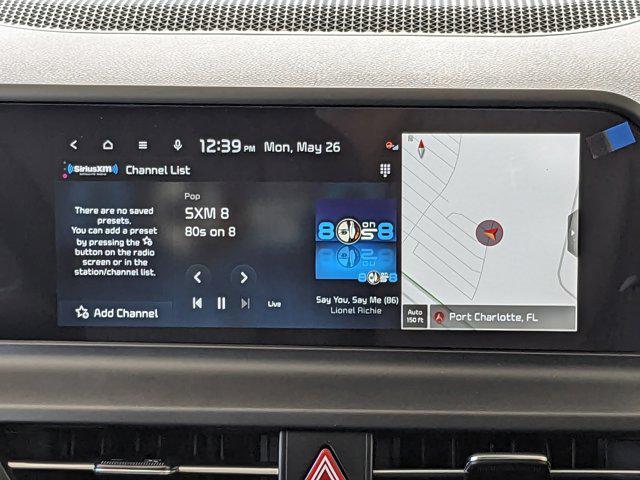 12:39 PM Mon, May 26
SiriusXM Channel List
There are no saved
presets.
You can add a preset
by pressing the
button on the radio
screen or in the
station/channel list.
Add Channel
Pop
SXM 8
80s on 8
Live
8 on 8
Say You, Say Me (86)
Lionel Richie
Auto
150 ft
Port Charlotte, FL